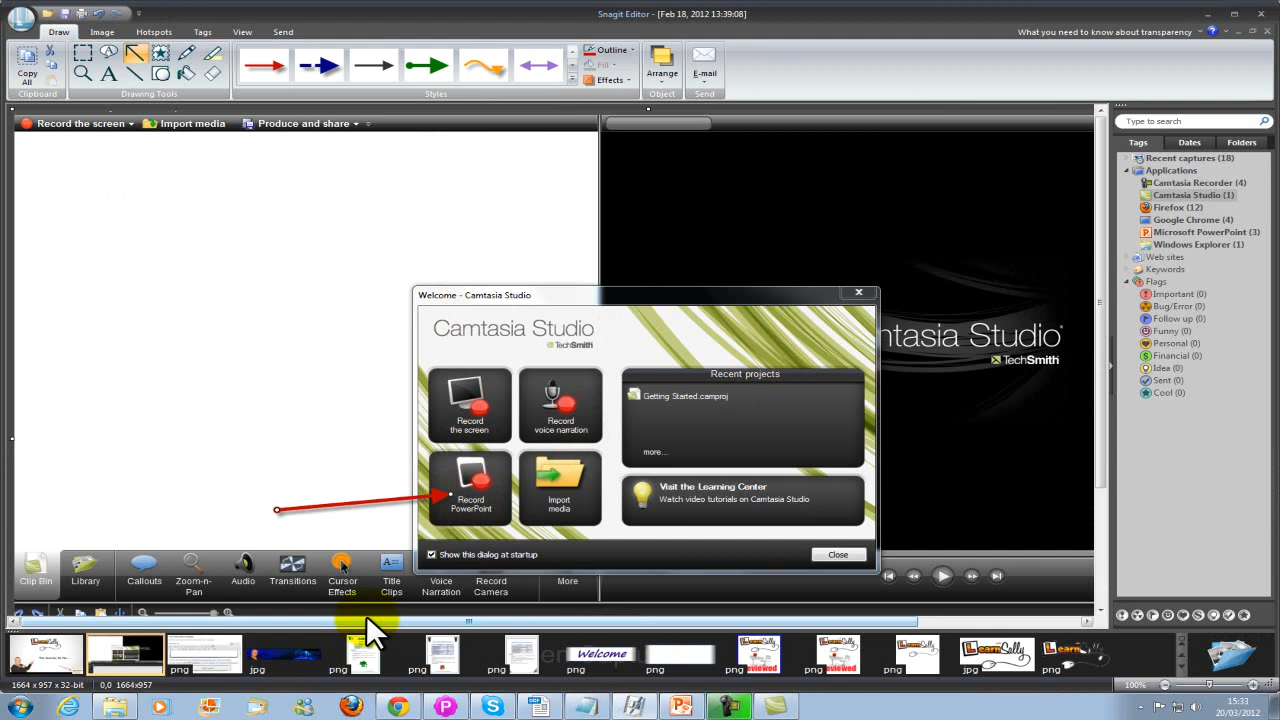 Snagit Editor - [Feb 18, 2012 13:39:08]
Draw Image Hotspots Tags View Send
What you need to know about transparency
Copy All
Clipboard
Drawing Tools
Styles
Outline
Fill
Effects
Arrange
Object
E-mail
Send
Record the screen Import media Produce and share
Type to search
Tags Dates Folders
Recent captures (18)
Applications
Camtasia Recorder (4)
Camtasia Studio (1)
Firefox (12)
Google Chrome (4)
Microsoft PowerPoint (3)
Windows Explorer (1)
Web sites
Keywords
Flags
Important (0)
Bug/Error (0)
Follow up (0)
Funny (0)
Personal (0)
Financial (0)
Idea (0)
Sent (0)
Cool (0)
Welcome - Camtasia Studio
Camtasia Studio
TechSmith
Record the screen
Record voice narration
Record PowerPoint
Import media
Recent projects
Getting Started.camproj
more...
Visit the Learning Center
Watch video tutorials on Camtasia Studio
Show this dialog at startup
Close
ntasia Studio
TechSmith
Clip Bin
Library
Callouts
Zoom-n-Pan
Audio
Transitions
Cursor Effects
Title Clips
Voice Narration
Record Camera
More
LearnSelly
png jpg png png png
Welcome
png
png png png
LearnSelly
png png
1664 x 957 x 32-bit 0,0 1664x957
100%
15:33
20/03/2012